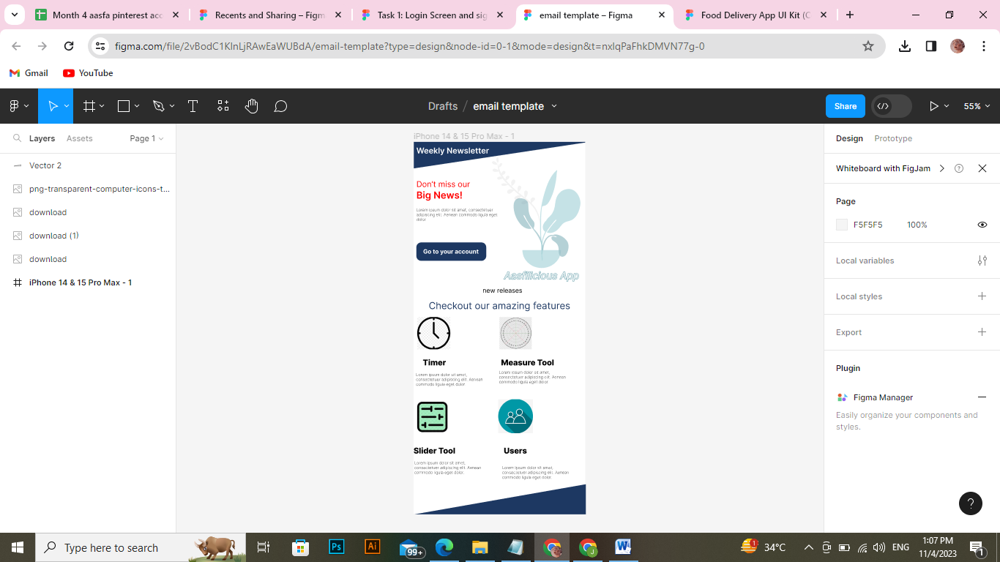 Month 4 aasfa pinterest acc
Recents and Sharing – Figm
Task 1: Login Screen and sig
email template – Figma
Food Delivery App UI Kit (C
figma.com/file/2vBodC1KlnLjRAwEaWUBdA/email-template?type=design&node-id=0-1&mode=design&t=nxlqPaFhkDMVN77g-0
Gmail
YouTube
Drafts / email template
Share
55%
Layers
Assets
Page 1
Vector 2
png-transparent-computer-icons-t...
download
download (1)
download
iPhone 14 & 15 Pro Max - 1
iPhone 14 & 15 Pro Max - 1
Weekly Newsletter
Don't miss our
Big News!
Lorem ipsum dolor sit amet, consectetuer
adipiscing elit. Aenean commodo ligula eget
dolor.
Go to your account
Aasfilicious App
new releases
Checkout our amazing features
Timer
Lorem ipsum dolor sit amet,
consectetuer adipiscing elit. Aenean
commodo ligula eget dolor.
Measure Tool
Lorem ipsum dolor sit amet,
consectetuer adipiscing elit. Aenean
commodo ligula eget dolor.
Slider Tool
Lorem ipsum dolor sit amet,
consectetuer adipiscing elit. Aenean
commodo ligula eget dolor.
Users
Lorem ipsum dolor sit amet,
consectetuer adipiscing elit. Aenean
commodo ligula eget dolor.
Design
Prototype
Whiteboard with FigJam
Page
F5F5F5
100%
Local variables
Local styles
Export
Plugin
Figma Manager
Easily organize your components and
styles.
Type here to search
Ps
Ai
99+
W
J
1
34°C
ENG
1:07 PM
11/4/2023
1